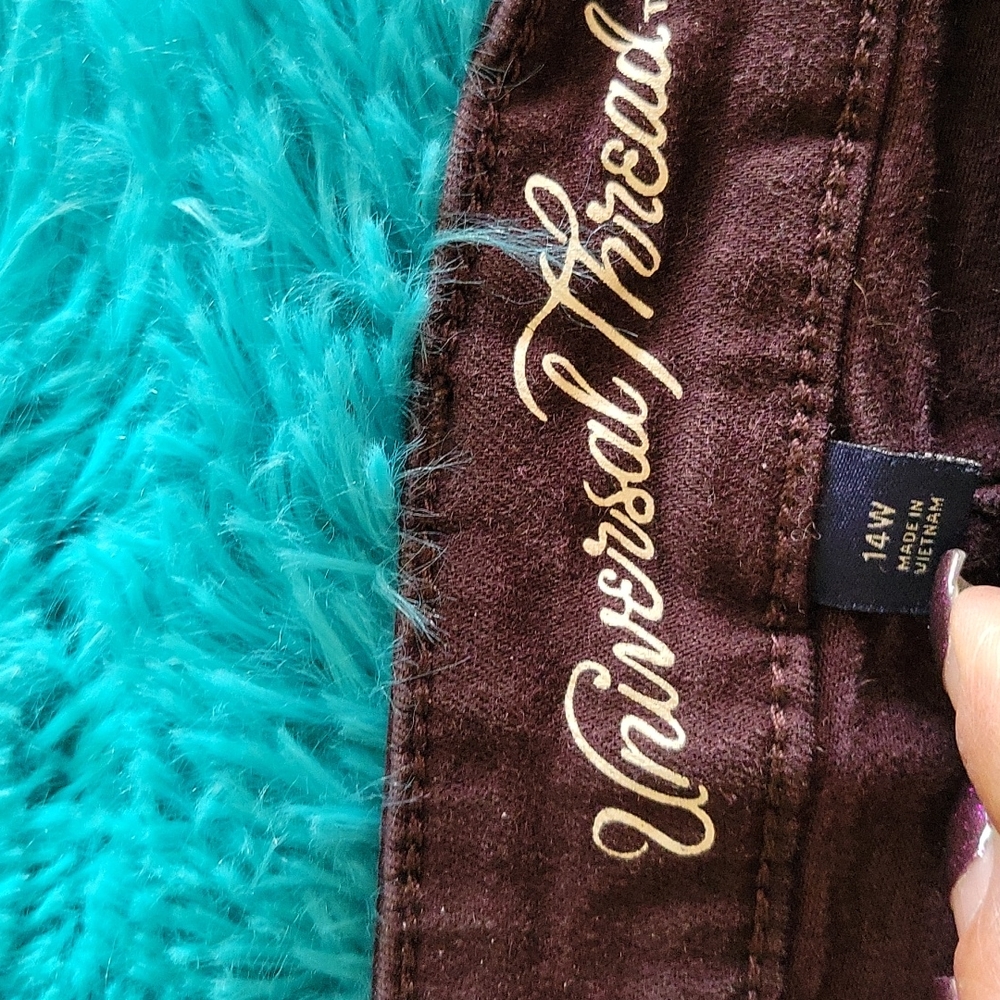 Universal Thread
14W
MADE IN
VIETNAM